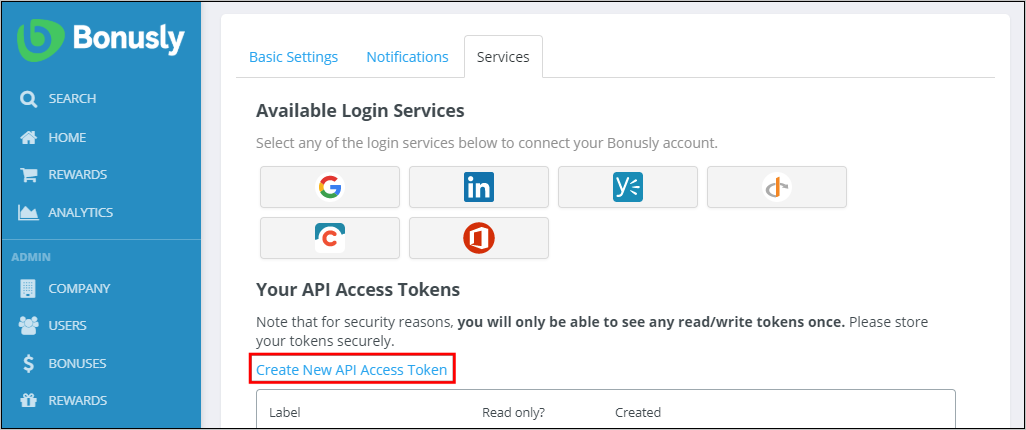 Bonusly
SEARCH
HOME
REWARDS
ANALYTICS
ADMIN
COMPANY
USERS
BONUSES
REWARDS
Basic Settings
Notifications
Services
Available Login Services
Select any of the login services below to connect your Bonusly account.
G
in
y
C
Your API Access Tokens
Note that for security reasons, you will only be able to see any read/write tokens once. Please store
your tokens securely.
Create New API Access Token
Label Read only? Created